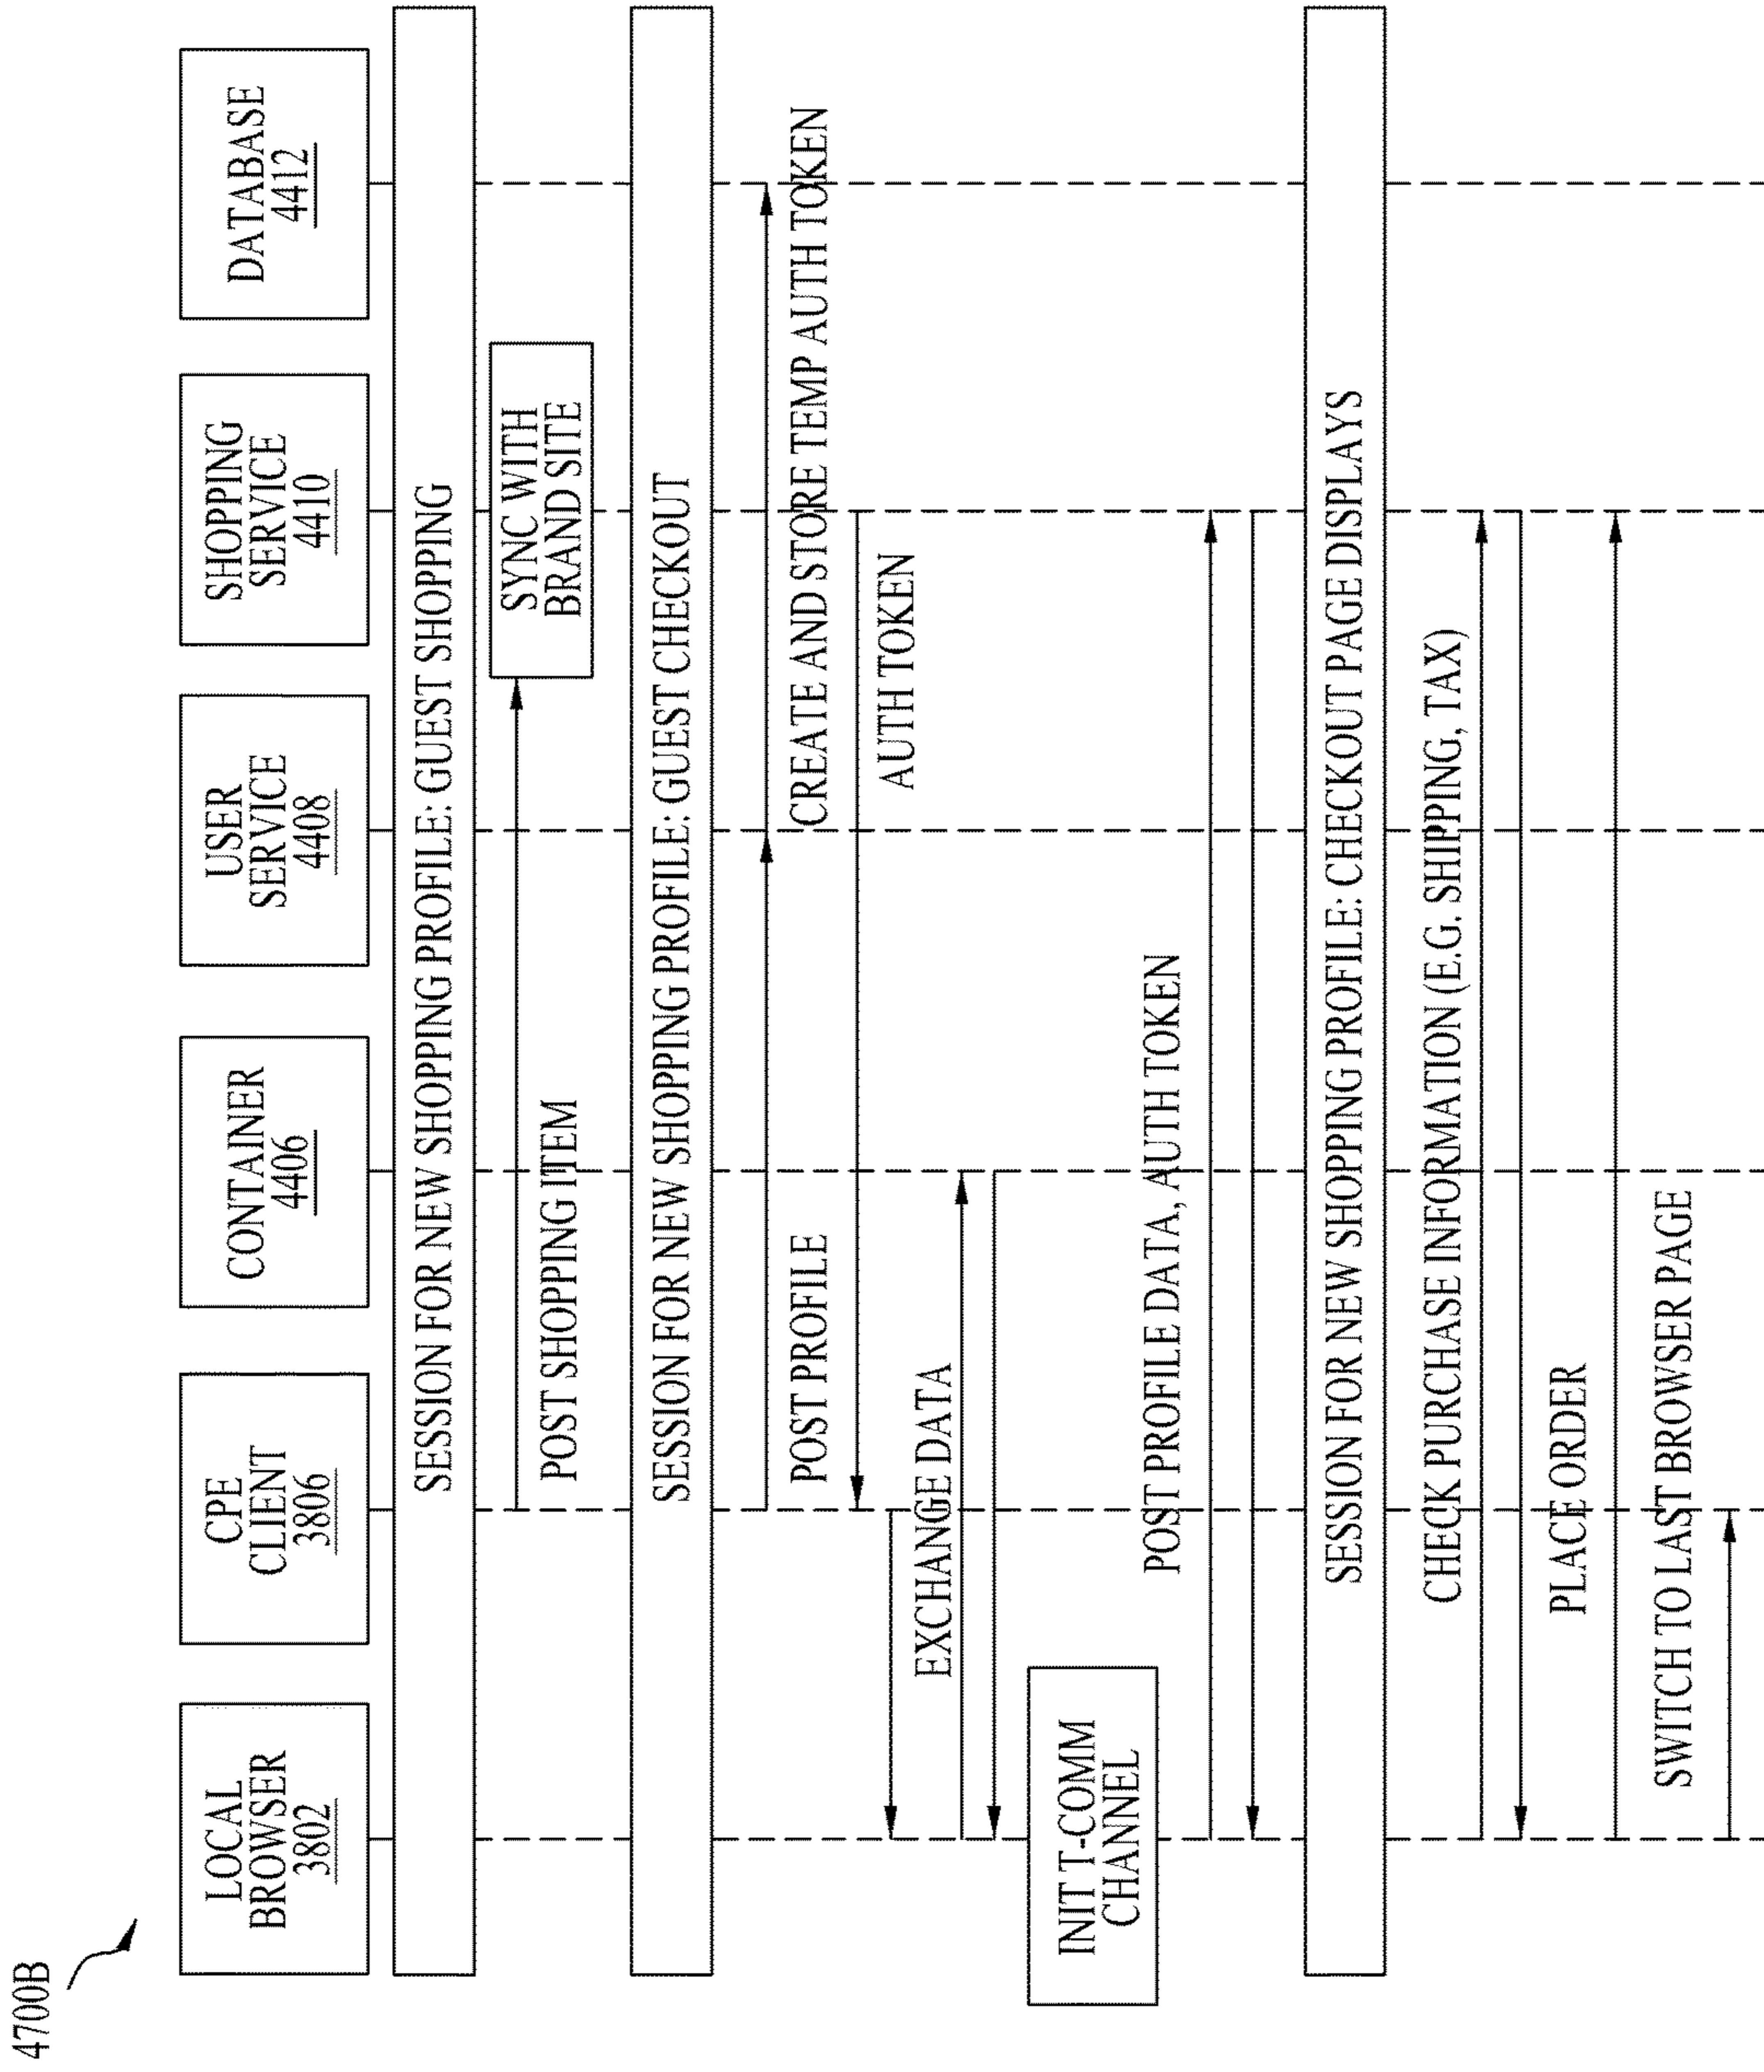 4700B
LOCAL
BROWSER
3802
CPE
CLIENT
3806
CONTAINER
4406
USER
SERVICE
4408
SHOPPING
SERVICE
4410
DATABASE
4412
SESSION FOR NEW SHOPPING PROFILE: GUEST SHOPPING
SYNC WITH
BRAND SITE
POST SHOPPING ITEM
SESSION FOR NEW SHOPPING PROFILE: GUEST CHECKOUT
POST PROFILE
CREATE AND STORE TEMP AUTH TOKEN
AUTH TOKEN
EXCHANGE DATA
INIT T-COMM
CHANNEL
POST PROFILE DATA, AUTH TOKEN
SESSION FOR NEW SHOPPING PROFILE: CHECKOUT PAGE DISPLAYS
CHECK PURCHASE INFORMATION (E.G. SHIPPING, TAX)
PLACE ORDER
SWITCH TO LAST BROWSER PAGE